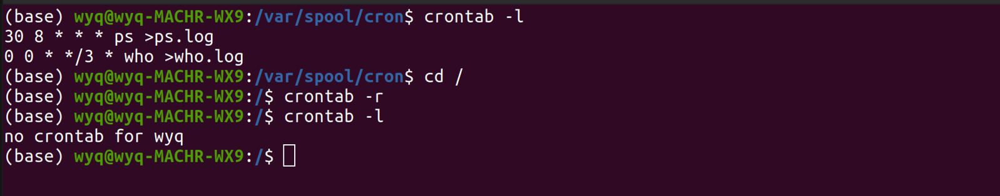 (base) wyq@wyq-MACHR-WX9:/var/spool/cron$ crontab -l
30 8 * * * ps >ps.log
0 0 * */3 * who >who.log
(base) wyq@wyq-MACHR-WX9:/var/spool/cron$ cd /
(base) wyq@wyq-MACHR-WX9:/$ crontab -r
(base) wyq@wyq-MACHR-WX9:/$ crontab -l
no crontab for wyq
(base) wyq@wyq-MACHR-WX9:/$